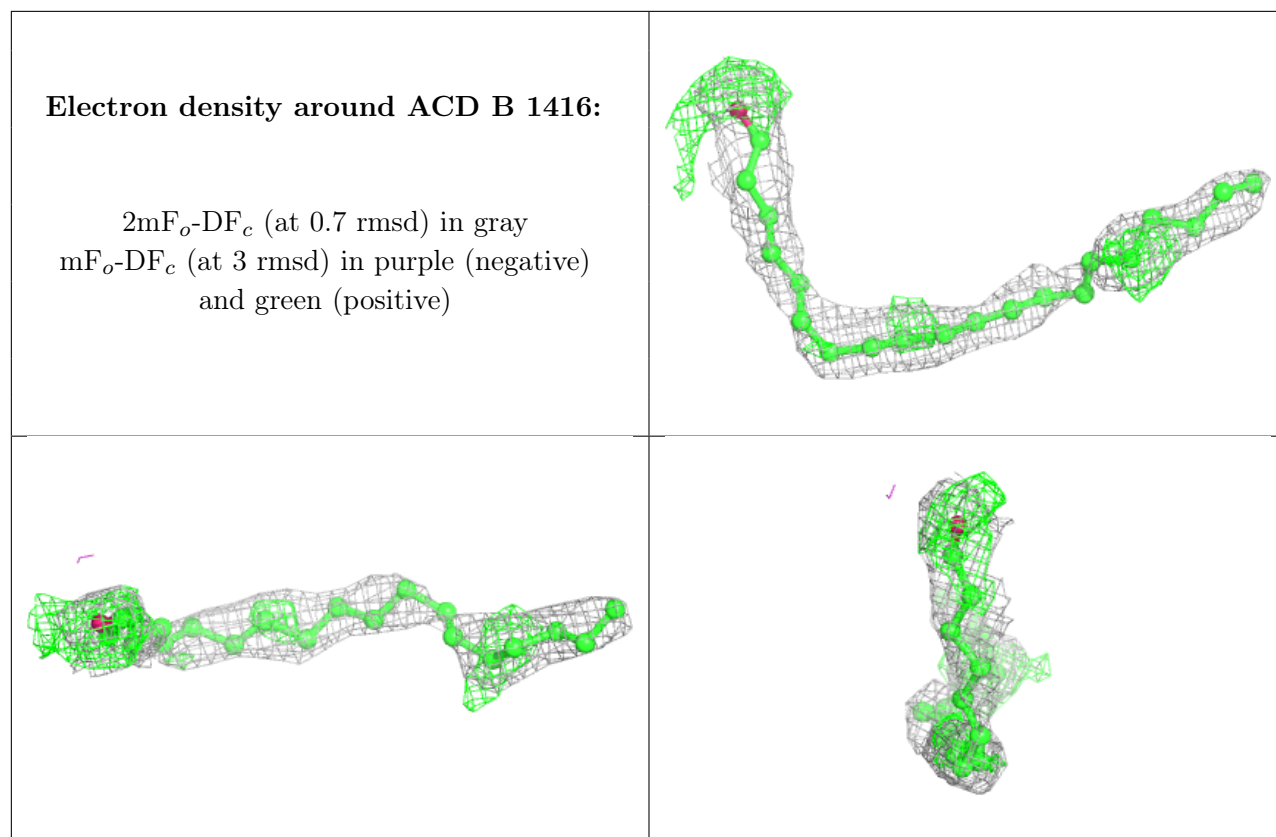 Electron density around ACD B 1416:
2mFo-DFc (at 0.7 rmsd) in gray
mFo-DFc (at 3 rmsd) in purple (negative)
and green (positive)